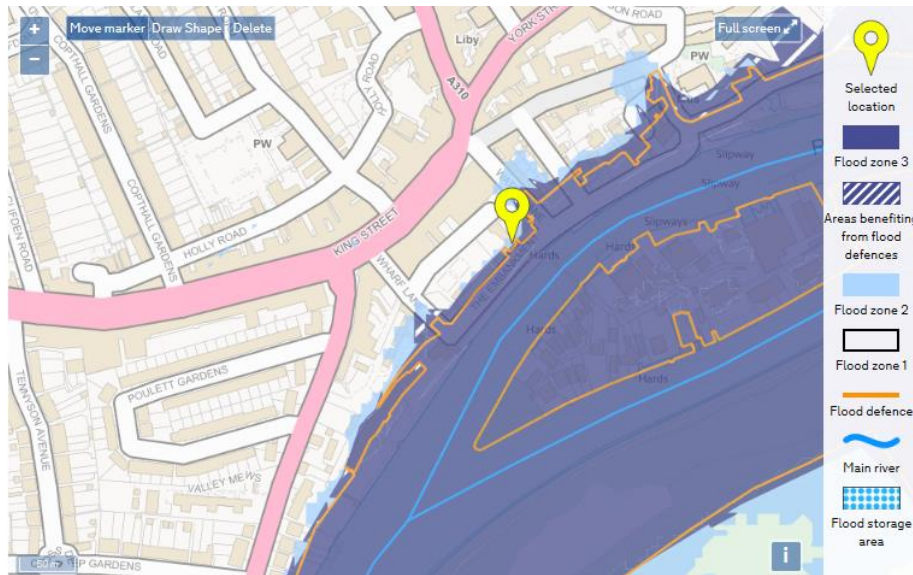 +
−
Move marker
Draw Shape
Delete
Full screen
COPTHALL GARDENS
HOLLY ROAD
Liby
YORK STREET
A310
PW
PW
COPTHALL GARDENS
HOLLY ROAD
KING STREET
WHARF LA
THE EMBANKMENT
Slipway
Slipway
Slipways
Hards
Hards
Hards
Hards
TENNYSON AVENUE
POULETT GARDENS
VALLEY MEWS
GARDENS
50 m
i
Selected
location
Flood zone 3
Areas benefiting
from flood
defences
Flood zone 2
Flood zone 1
Flood defence
Main river
Flood storage
area